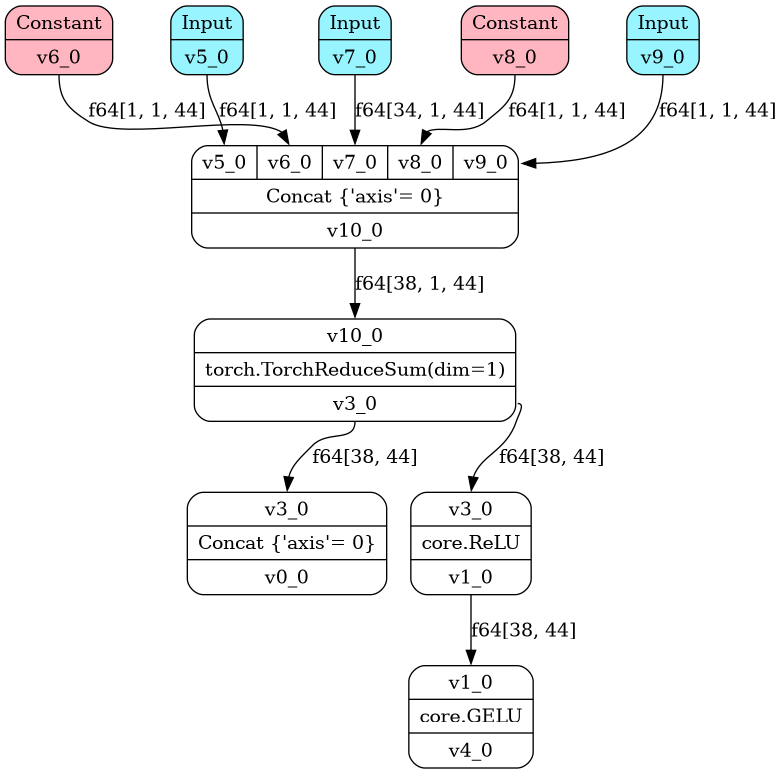 Constant Input Input Constant Input
v6_0 v5_0 v7_0 v8_0 v9_0
f64[1, 1, 44] f64[1, 1, 44] f64[34, 1, 44] f64[1, 1, 44] f64[1, 1, 44]
v5_0 v6_0 v7_0 v8_0 v9_0
Concat {'axis'= 0}
v10_0
f64[38, 1, 44]
v10_0
torch.TorchReduceSum(dim=1)
v3_0
f64[38, 44] f64[38, 44]
v3_0 v3_0
Concat {'axis'= 0} core.ReLU
v0_0 v1_0
f64[38, 44]
v1_0
core.GELU
v4_0